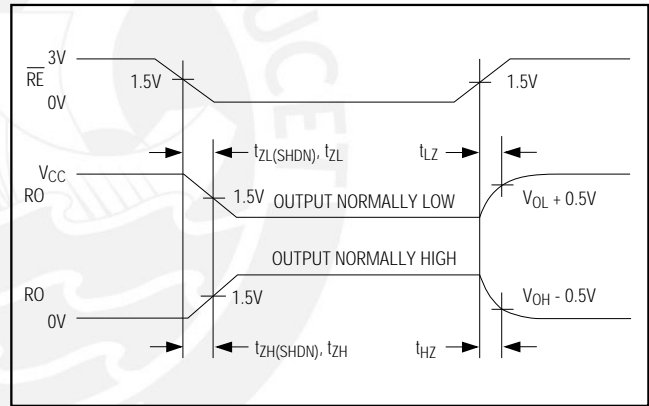 3V
RE
1.5V
1.5V
0V
tZL(SHDN), tZL
tLZ
VCC
RO
1.5V
OUTPUT NORMALLY LOW
VOL + 0.5V
OUTPUT NORMALLY HIGH
RO
1.5V
VOH - 0.5V
0V
tZH(SHDN), tZH
tHZ